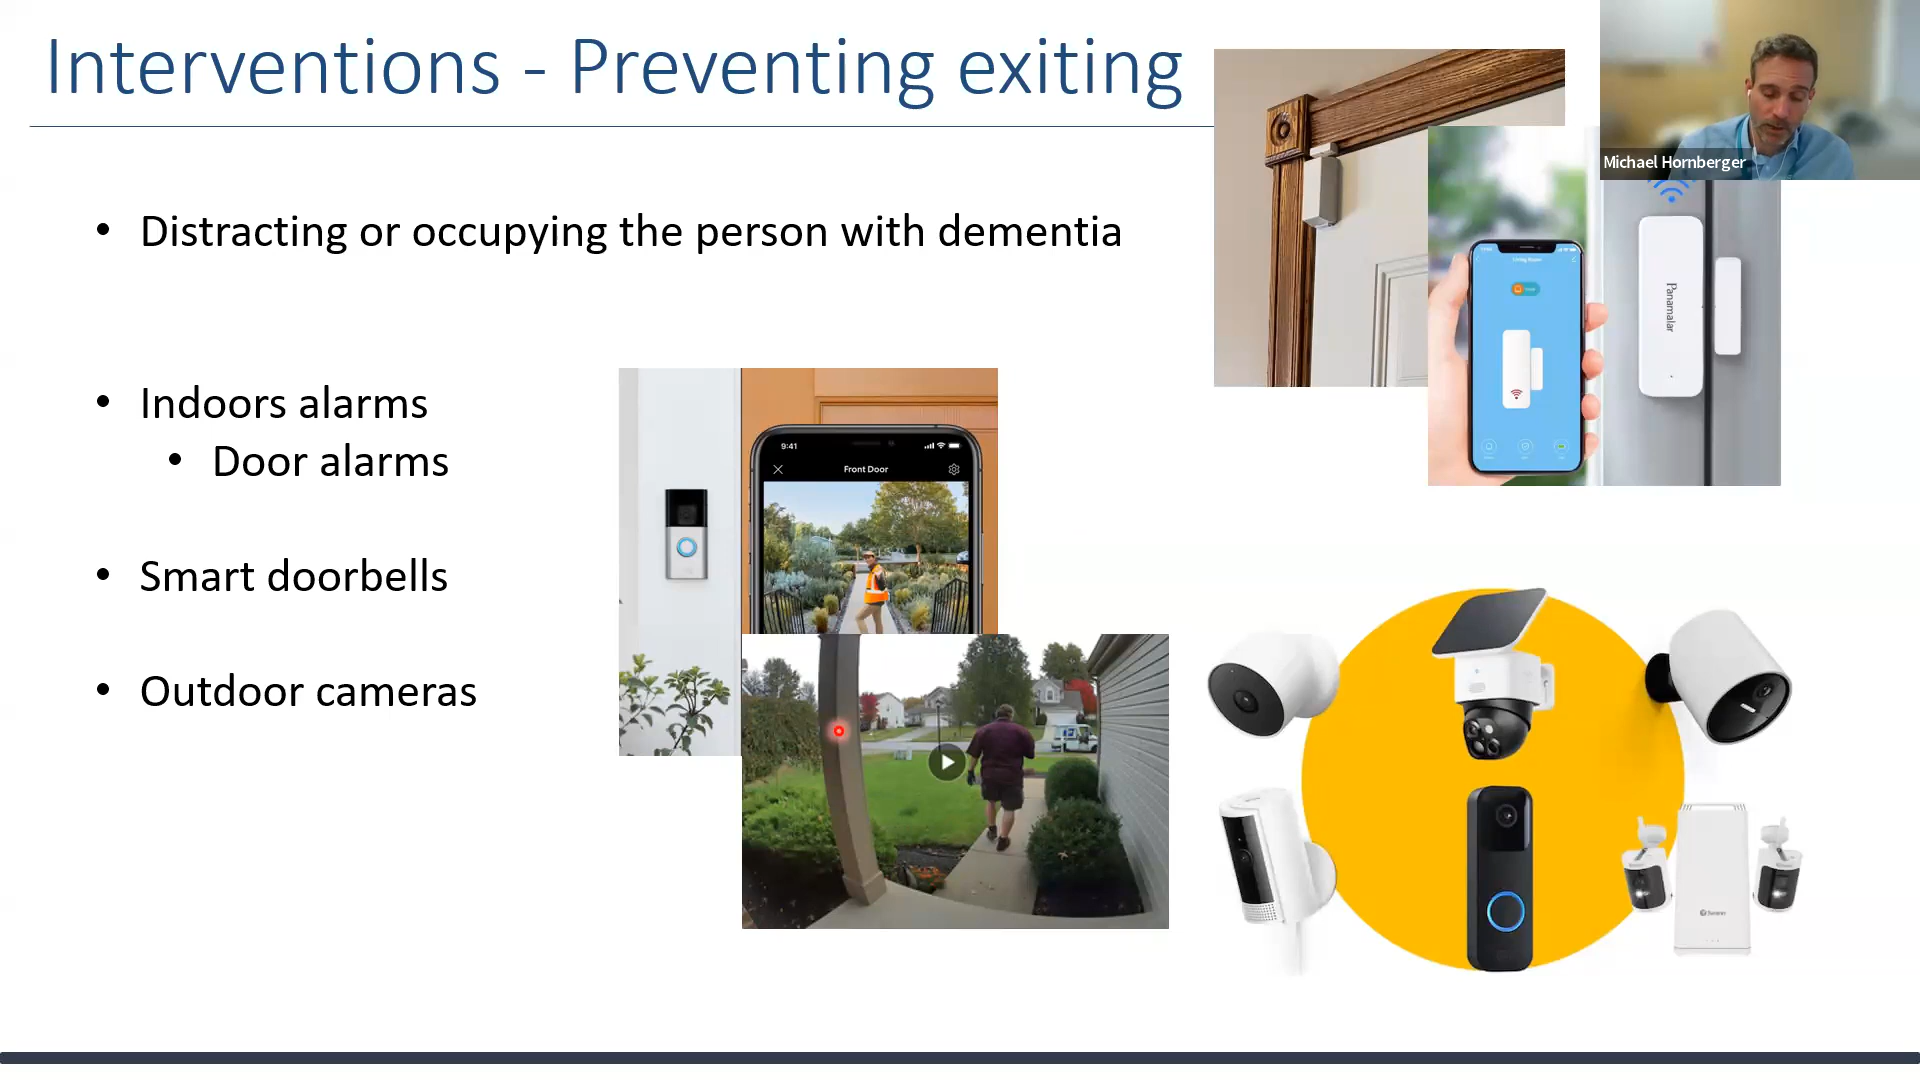 Interventions - Preventing exiting
Michael Hornberger
• Distracting or occupying the person with dementia
• Indoors alarms
• Door alarms
• Smart doorbells
• Outdoor cameras
9:41
Front Door
Panamalar